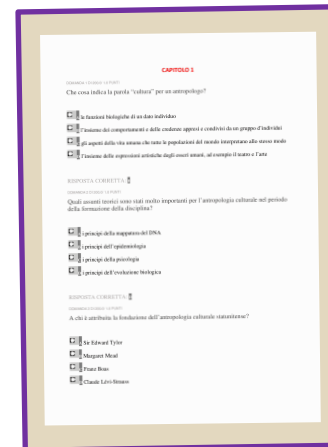 CAPITOLO 1
Che cosa indica la parola "cultura" per un antropologo?
le funzioni biologiche di un dato individuo
l'insieme dei comportamenti e delle credenze appresi e condivisi da un gruppo d'individui
gli aspetti della vita umana che tutte le popolazioni del mondo interpretano allo stesso modo
l'insieme delle espressioni artistiche degli esseri umani, ad esempio il teatro e l'arte
RISPOSTA CORRETTA:
Quali assunti teorici sono stati molto importanti per l'antropologia culturale nel periodo
della formazione della disciplina?
i principi della mappatura del DNA
i principi dell'epidemiologia
i principi della psicologia
i principi dell'evoluzione biologica
RISPOSTA CORRETTA:
A chi è attribuita la fondazione dell'antropologia culturale statunitense?
Sir Edward Tylor
Margaret Mead
Franz Boas
Claude Lévi-Strauss